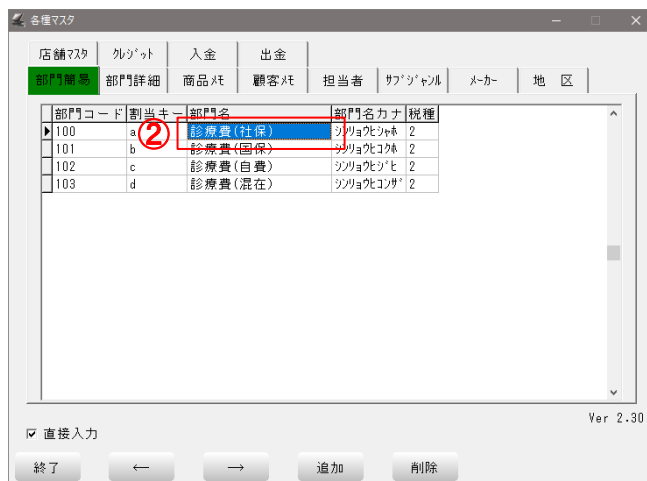 各種マスタ
店舗ﾏｽﾀ ｸﾚｼﾞｯﾄ 入金 出金
部門簡易 部門詳細 商品ﾒﾓ 顧客ﾒﾓ 担当者 ｻﾌﾞｼﾞｬﾝﾙ ﾒｰｶｰ 地 区
部門コード 割当キー 部門名 部門名カナ 税種
100 a ② 診療費(社保) ｼﾝﾘｮｳﾋｼｬﾎ 2
101 b 診療費(国保) ｼﾝﾘｮｳﾋｺｸﾎ 2
102 c 診療費(自費) ｼﾝﾘｮｳﾋｼﾞﾋ 2
103 d 診療費(混在) ｼﾝﾘｮｳﾋｺﾝｻﾞ 2
Ver 2.30
直接入力
終了 ← → 追加 削除